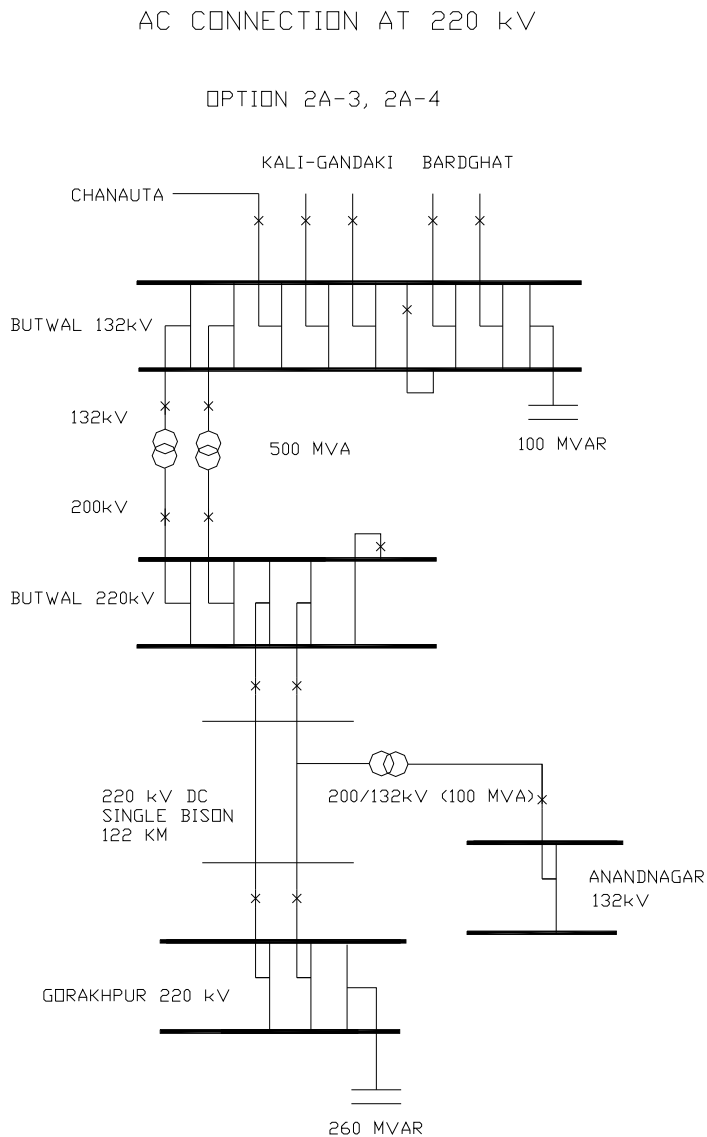 AC CONNECTION AT 220 kV
OPTION 2A-3, 2A-4
KALI-GANDAKI BARDGHAT
CHANAUTA
BUTWAL 132kV
132kV
500 MVA
100 MVAR
200kV
BUTWAL 220kV
220 kV DC
SINGLE BISON
122 KM
200/132kV (100 MVA)
ANANDNAGAR
132kV
GORAKHPUR 220 kV
260 MVAR